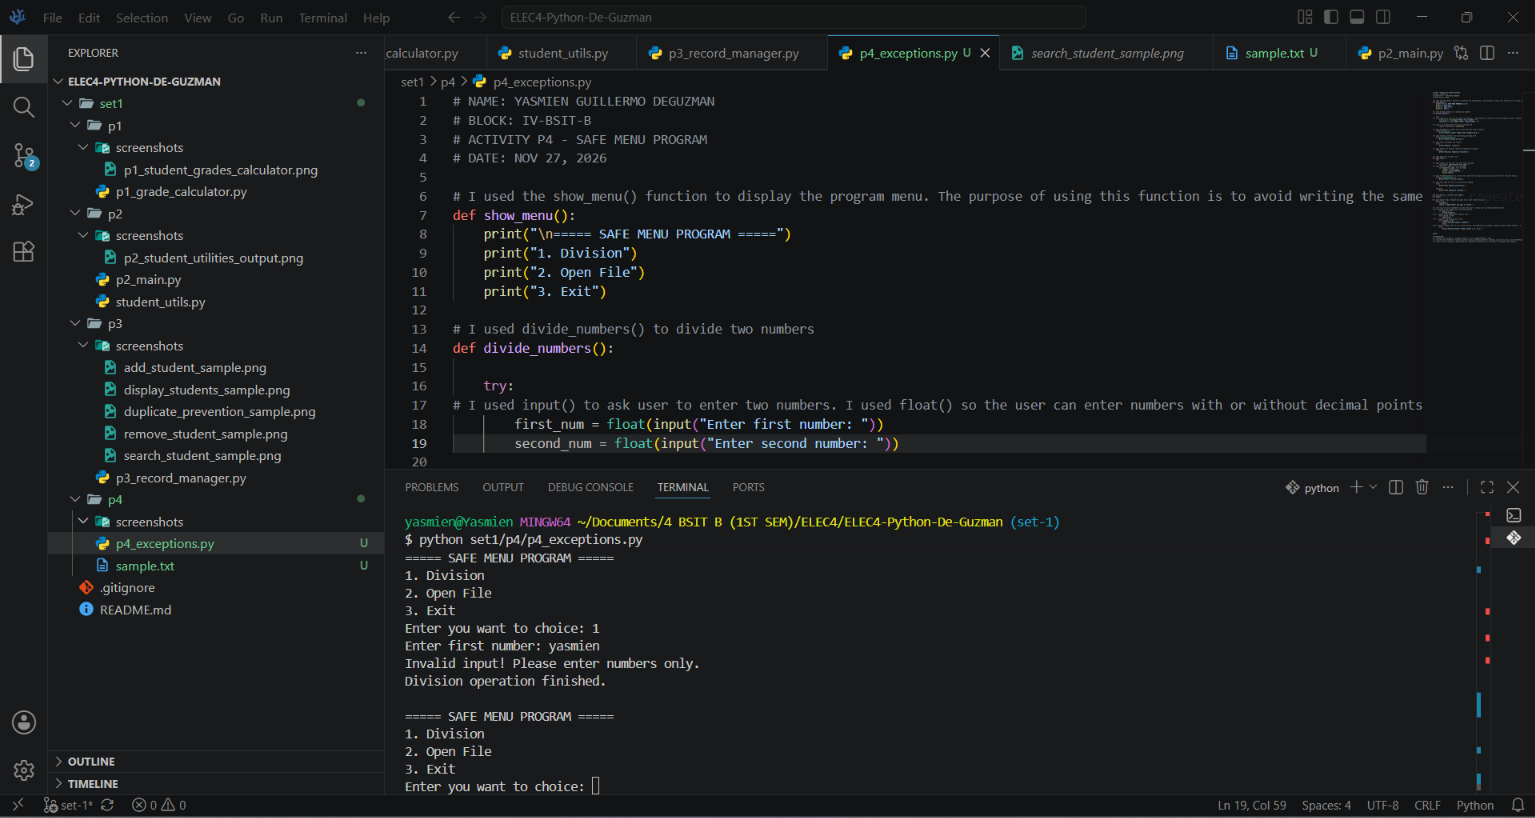 File Edit Selection View Go Run Terminal Help
ELEC4-Python-De-Guzman
EXPLORER
calculator.py
student_utils.py
p3_record_manager.py
p4_exceptions.py U
search_student_sample.png
sample.txt U
p2_main.py
ELEC4-PYTHON-DE-GUZMAN
set1
p1
screenshots
p1_student_grades_calculator.png
p1_grade_calculator.py
p2
screenshots
p2_student_utilities_output.png
p2_main.py
student_utils.py
p3
screenshots
add_student_sample.png
display_students_sample.png
duplicate_prevention_sample.png
remove_student_sample.png
search_student_sample.png
p3_record_manager.py
p4
screenshots
p4_exceptions.py U
sample.txt U
.gitignore
README.md
OUTLINE
TIMELINE
2
set1 > p4 > p4_exceptions.py
1 # NAME: YASMIEN GUILLERMO DEGUZMAN
2 # BLOCK: IV-BSIT-B
3 # ACTIVITY P4 - SAFE MENU PROGRAM
4 # DATE: NOV 27, 2026
5
6 # I used the show_menu() function to display the program menu. The purpose of using this function is to avoid writing the same
7 def show_menu():
8 print("\n===== SAFE MENU PROGRAM =====")
9 print("1. Division")
10 print("2. Open File")
11 print("3. Exit")
12
13 # I used divide_numbers() to divide two numbers
14 def divide_numbers():
15
16 try:
17 # I used input() to ask user to enter two numbers. I used float() so the user can enter numbers with or without decimal points
18 first_num = float(input("Enter first number: "))
19 second_num = float(input("Enter second number: "))
20
PROBLEMS OUTPUT DEBUG CONSOLE TERMINAL PORTS
python
yasmien@Yasmien MINGW64 ~/Documents/4 BSIT B (1ST SEM)/ELEC4/ELEC4-Python-De-Guzman (set-1)
$ python set1/p4/p4_exceptions.py
===== SAFE MENU PROGRAM =====
1. Division
2. Open File
3. Exit
Enter you want to choice: 1
Enter first number: yasmien
Invalid input! Please enter numbers only.
Division operation finished.
===== SAFE MENU PROGRAM =====
1. Division
2. Open File
3. Exit
Enter you want to choice:
set-1* 0 0
Ln 19, Col 59 Spaces: 4 UTF-8 CRLF Python